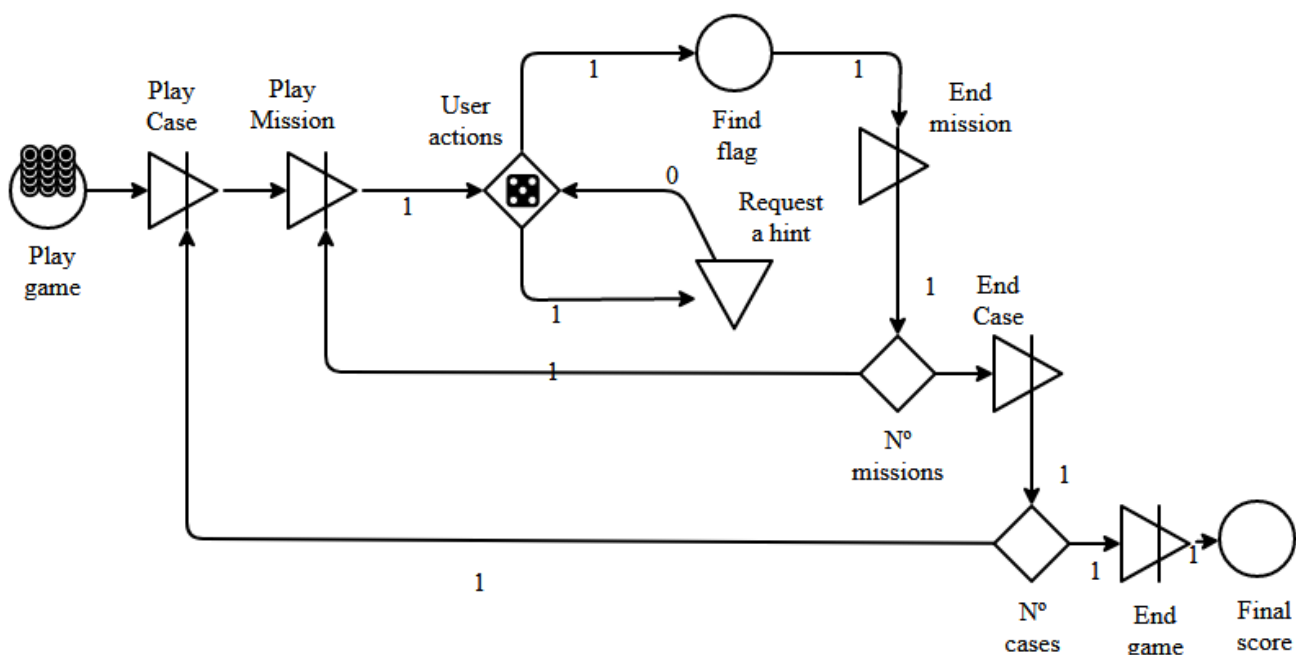 Play
Case
Play
Mission
User
actions
1
Find
flag
1
End
mission
Play
game
1
0
Request
a hint
1
1
End
Case
1
Nº
missions
1
1
Nº
cases
1
End
game
1
Final
score